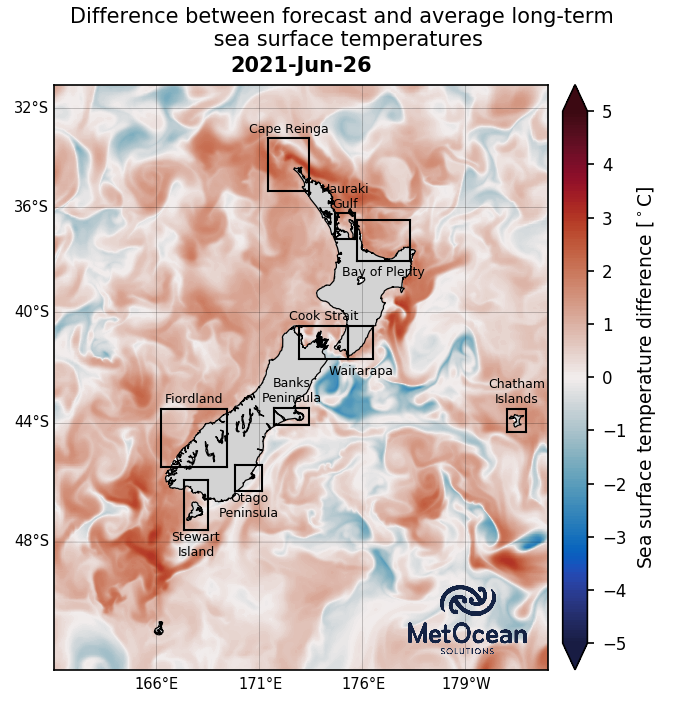 Difference between forecast and average long-term
sea surface temperatures
2021-Jun-26
32°S
36°S
40°S
44°S
48°S
166°E
171°E
176°E
179°W
Cape Reinga
Hauraki
Gulf
Bay of Plenty
Cook Strait
Wairarapa
Banks
Peninsula
Fiordland
Chatham
Islands
Otago
Peninsula
Stewart
Island
MetOcean
SOLUTIONS
5
4
3
2
1
0
−1
−2
−3
−4
−5
Sea surface temperature difference [°C]